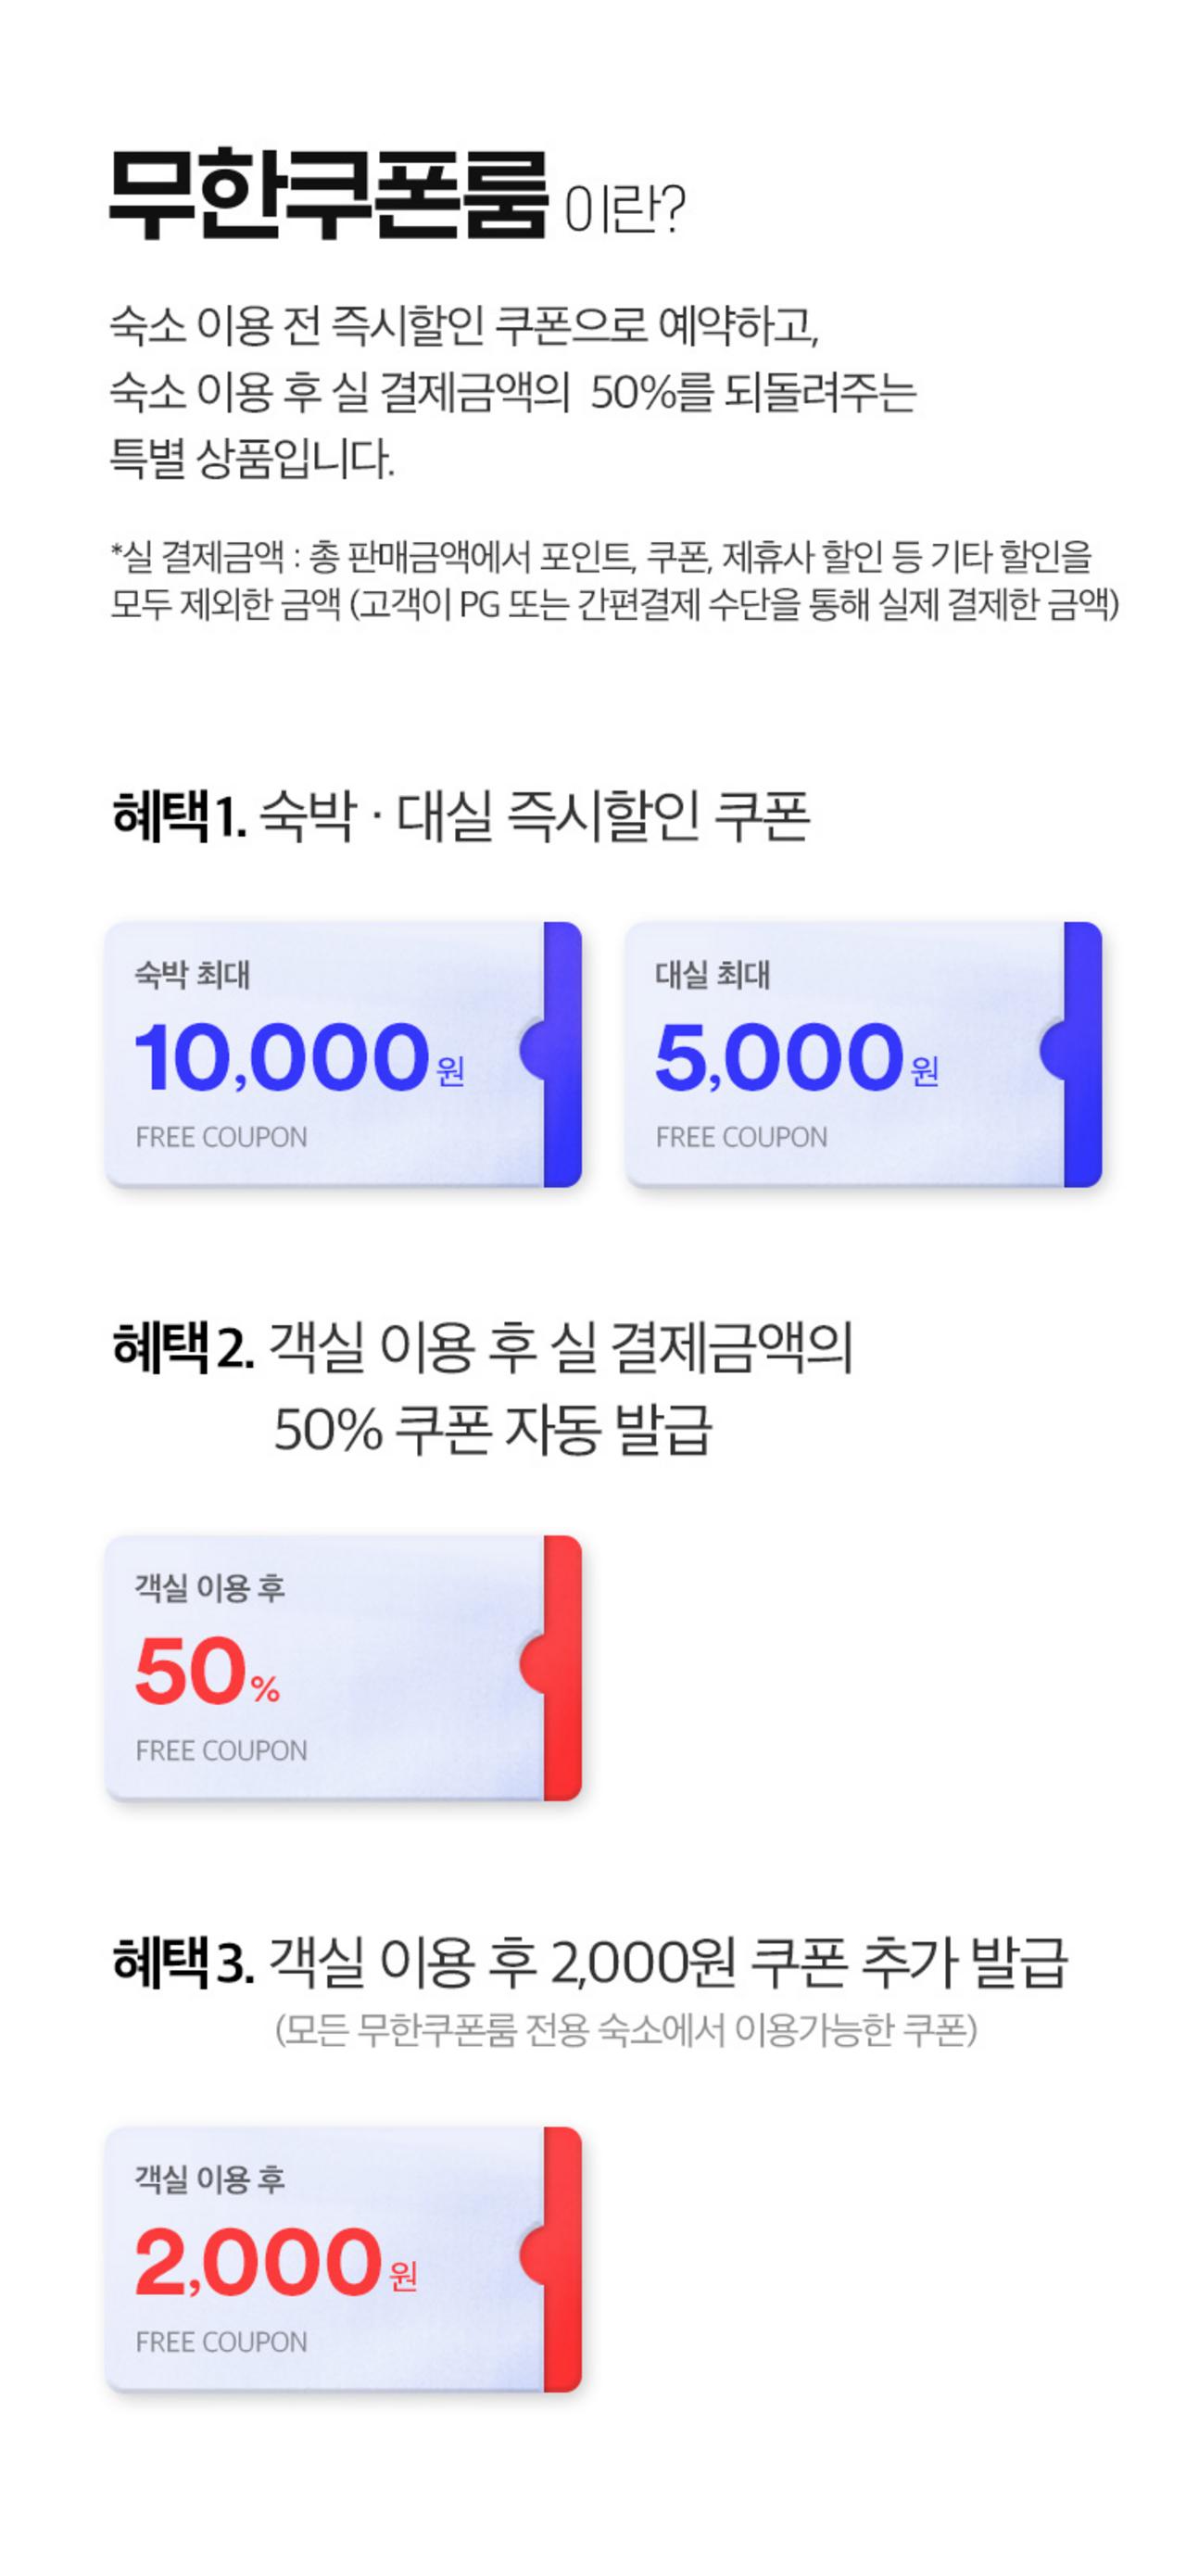 무한쿠폰룸 이란?
숙소 이용 전 즉시할인 쿠폰으로 예약하고,
숙소 이용 후 실 결제금액의 50%를 되돌려주는
특별 상품입니다.
*실 결제금액 : 총 판매금액에서 포인트, 쿠폰, 제휴사 할인 등 기타 할인을
모두 제외한 금액 (고객이 PG 또는 간편결제 수단을 통해 실제 결제한 금액)
혜택1. 숙박 · 대실 즉시할인 쿠폰
숙박 최대
10,000원
FREE COUPON
대실 최대
5,000원
FREE COUPON
혜택2. 객실 이용 후 실 결제금액의
50% 쿠폰 자동 발급
객실 이용 후
50%
FREE COUPON
혜택3. 객실 이용 후 2,000원 쿠폰 추가 발급
(모든 무한쿠폰룸 전용 숙소에서 이용가능한 쿠폰)
객실 이용 후
2,000원
FREE COUPON